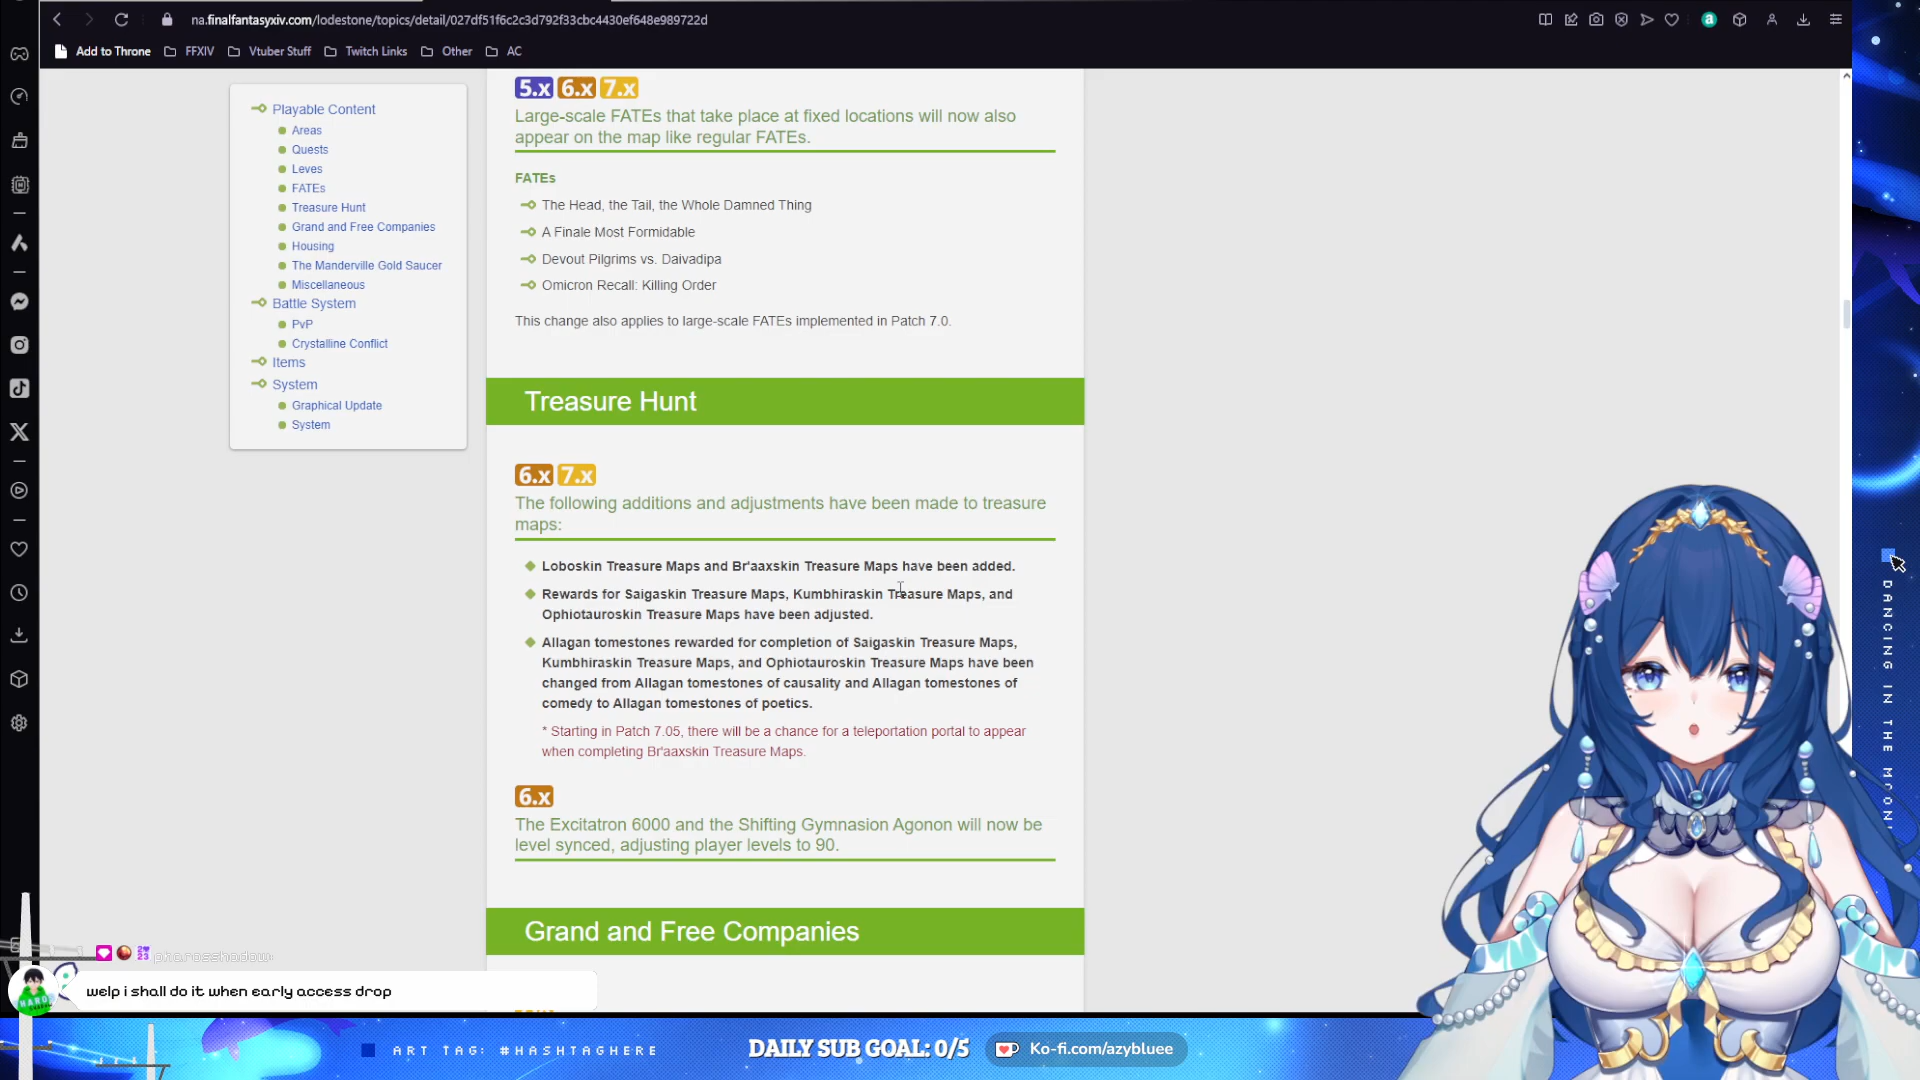 na.finalfantasyxiv.com/lodestone/topics/detail/027df51f6c2c3d792f33cbc4430ef648e989722d
Add to Throne
FFXIV
Vtuber Stuff
Twitch Links
Other
AC
Playable Content
Areas
Quests
Leves
FATEs
Treasure Hunt
Grand and Free Companies
Housing
The Manderville Gold Saucer
Miscellaneous
Battle System
PvP
Crystalline Conflict
Items
System
Graphical Update
System
5.x 6.x 7.x
Large-scale FATEs that take place at fixed locations will now also
appear on the map like regular FATEs.
FATEs
The Head, the Tail, the Whole Damned Thing
A Finale Most Formidable
Devout Pilgrims vs. Daivadipa
Omicron Recall: Killing Order
This change also applies to large-scale FATEs implemented in Patch 7.0.
Treasure Hunt
6.x 7.x
The following additions and adjustments have been made to treasure
maps:
Loboskin Treasure Maps and Br'aaxskin Treasure Maps have been added.
Rewards for Saigaskin Treasure Maps, Kumbhiraskin Treasure Maps, and
Ophiotauroskin Treasure Maps have been adjusted.
Allagan tomestones rewarded for completion of Saigaskin Treasure Maps,
Kumbhiraskin Treasure Maps, and Ophiotauroskin Treasure Maps have been
changed from Allagan tomestones of causality and Allagan tomestones of
comedy to Allagan tomestones of poetics.
* Starting in Patch 7.05, there will be a chance for a teleportation portal to appear
when completing Br'aaxskin Treasure Maps.
6.x
The Excitatron 6000 and the Shifting Gymnasion Agonon will now be
level synced, adjusting player levels to 90.
Grand and Free Companies
pharosshadow
welp i shall do it when early access drop
ART TAG: #HASHTAGHERE
DAILY SUB GOAL: 0/5
Ko-fi.com/azybluee
DANCING IN THE MOON